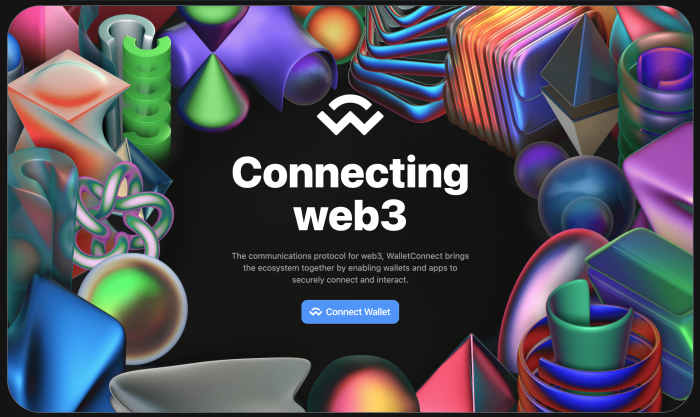 Connecting
web3
The communications protocol for web3, WalletConnect brings
the ecosystem together by enabling wallets and apps to
securely connect and interact.
Connect Wallet